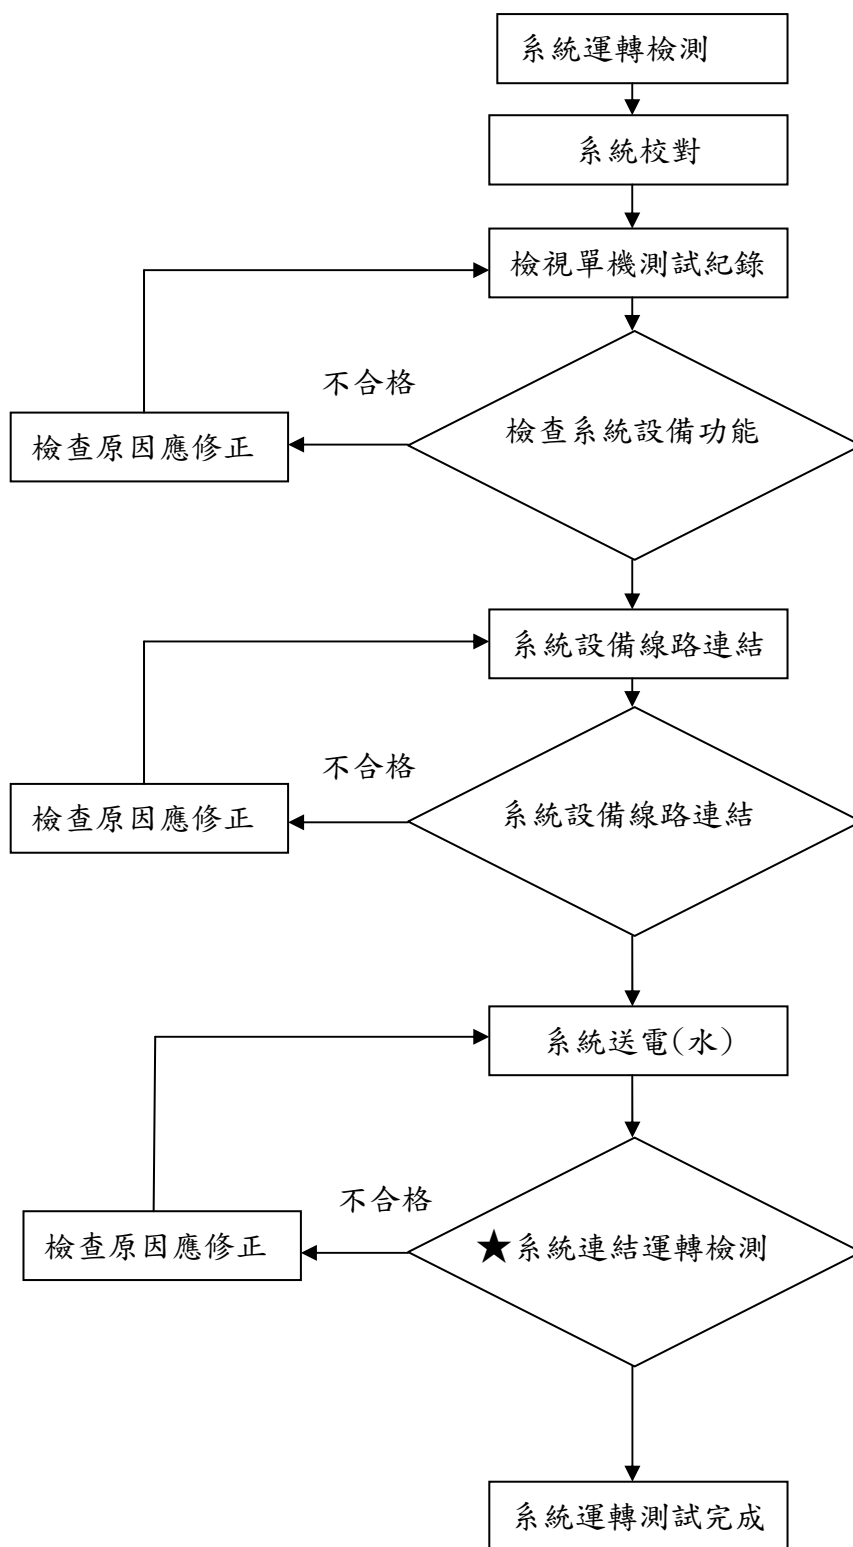 系統運轉檢測
系統校對
檢視單機測試紀錄
不合格
檢查系統設備功能
檢查原因應修正
系統設備線路連結
不合格
系統設備線路連結
檢查原因應修正
系統送電(水)
不合格
★系統連結運轉檢測
檢查原因應修正
系統運轉測試完成